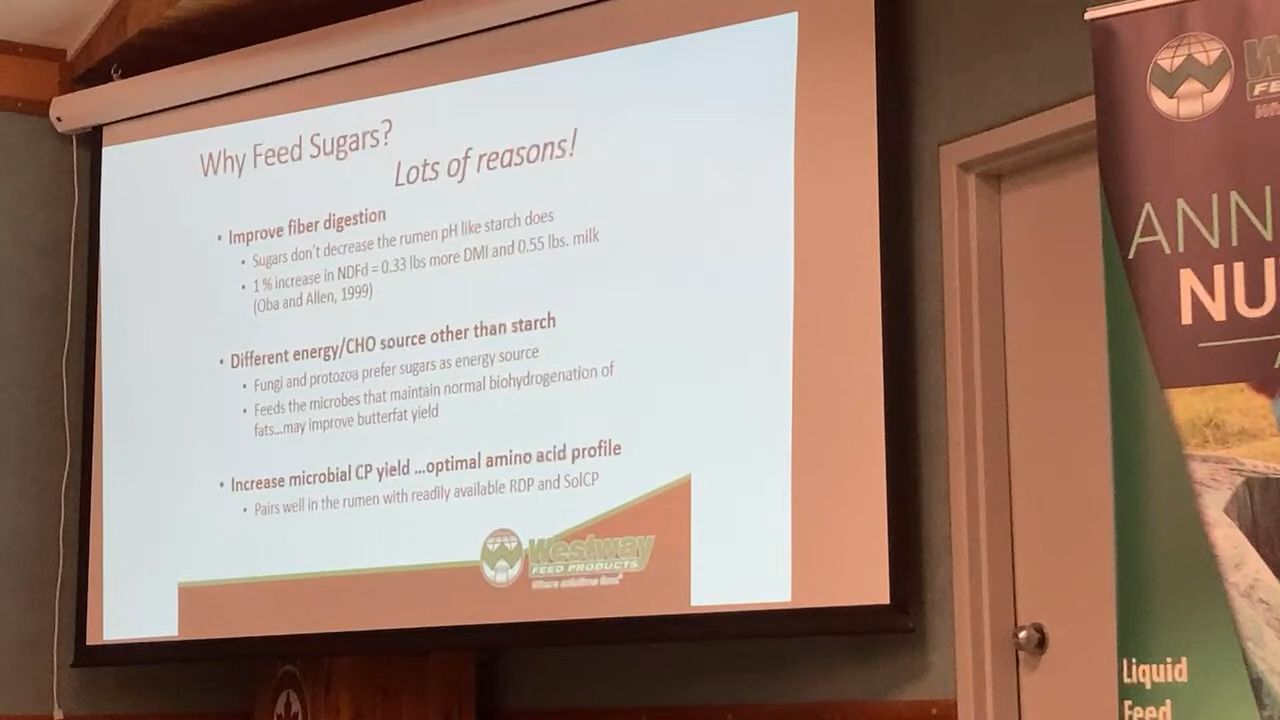 Why Feed Sugars?
Lots of reasons!
• Improve fiber digestion
• Sugars don't decrease the rumen pH like starch does
• 1 % increase in NDFd = 0.33 lbs more DMI and 0.55 lbs. milk
(Oba and Allen, 1999)
• Different energy/CHO source other than starch
• Fungi and protozoa prefer sugars as energy source
• Feeds the microbes that maintain normal biohydrogenation of
fats...may improve butterfat yield
• Increase microbial CP yield ...optimal amino acid profile
• Pairs well in the rumen with readily available RDP and SolCP
Westway
FEED PRODUCTS
Where solutions flow
ANN
NU
Liquid
Feed